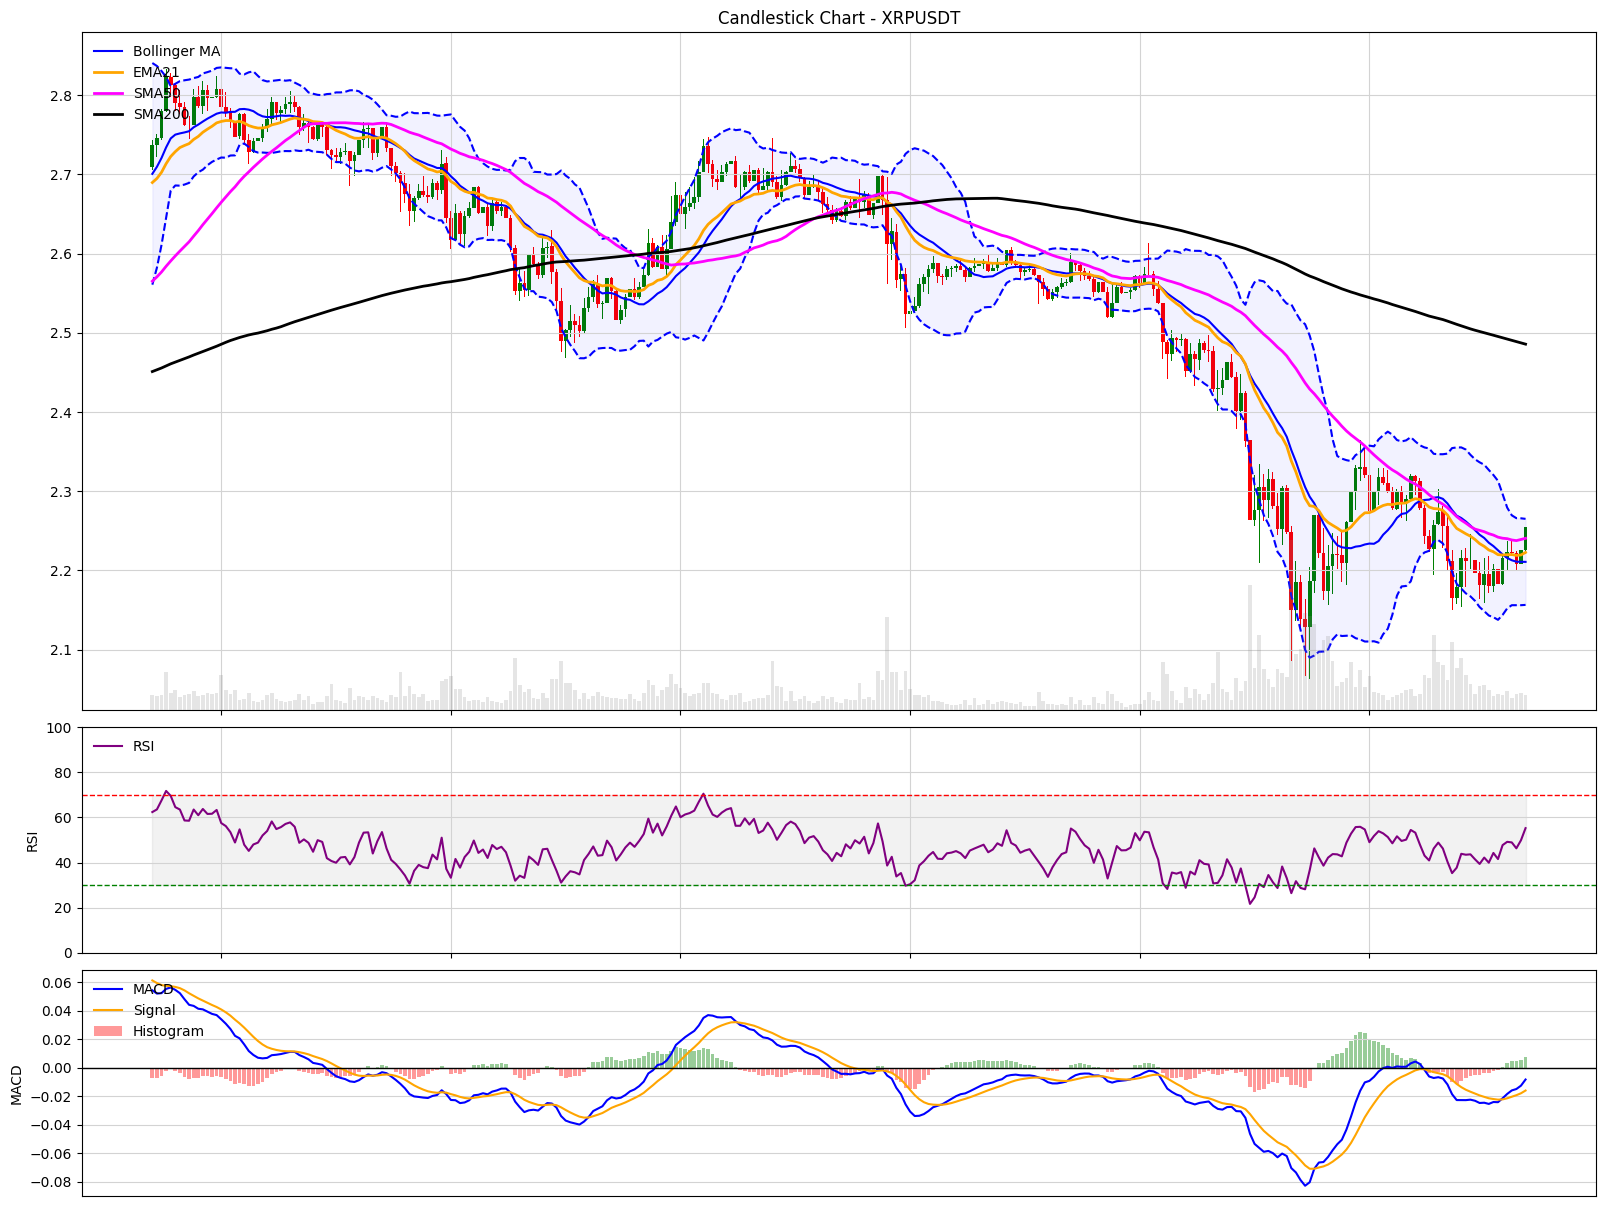 Candlestick Chart - XRPUSDT
Bollinger MA
EMA21
SMA50
SMA200
2.8
2.7
2.6
2.5
2.4
2.3
2.2
2.1
RSI
100
80
60
40
20
0
RSI
MACD
Signal
Histogram
0.06
0.04
0.02
0.00
−0.02
−0.04
−0.06
−0.08
MACD